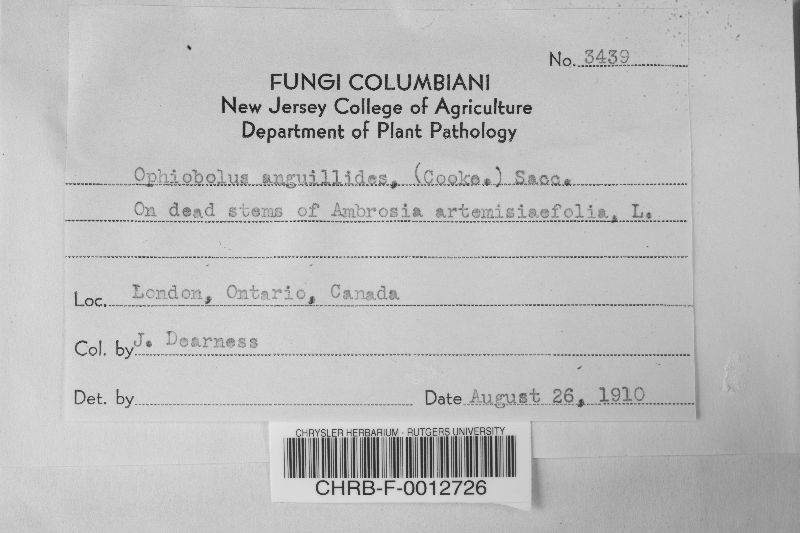 No. 3439
FUNGI COLUMBIANI
New Jersey College of Agriculture
Department of Plant Pathology
Ophiobolus anguillides, (Cooke.) Sacc.
On dead stems of Ambrosia artemisiaefolia, L.
Loc. London, Ontario, Canada
Col. by J. Dearness
Det. by
Date August 26, 1910
CHRYSLER HERBARIUM - RUTGERS UNIVERSITY
CHRB-F-0012726